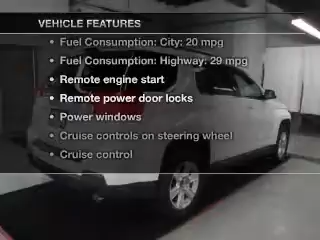 VEHICLE FEATURES
• Fuel Consumption: City: 20 mpg
• Fuel Consumption: Highway: 29 mpg
• Remote engine start
• Remote power door locks
• Power windows
• Cruise controls on steering wheel
• Cruise control